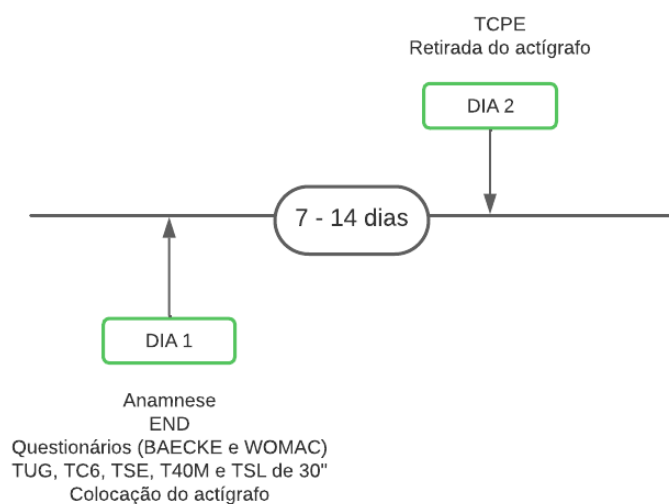 TCPE
Retirada do actígrafo
DIA 2
7 - 14 dias
DIA 1
Anamnese
END
Questionários (BAECKE e WOMAC)
TUG, TC6, TSE, T40M e TSL de 30"
Colocação do actígrafo